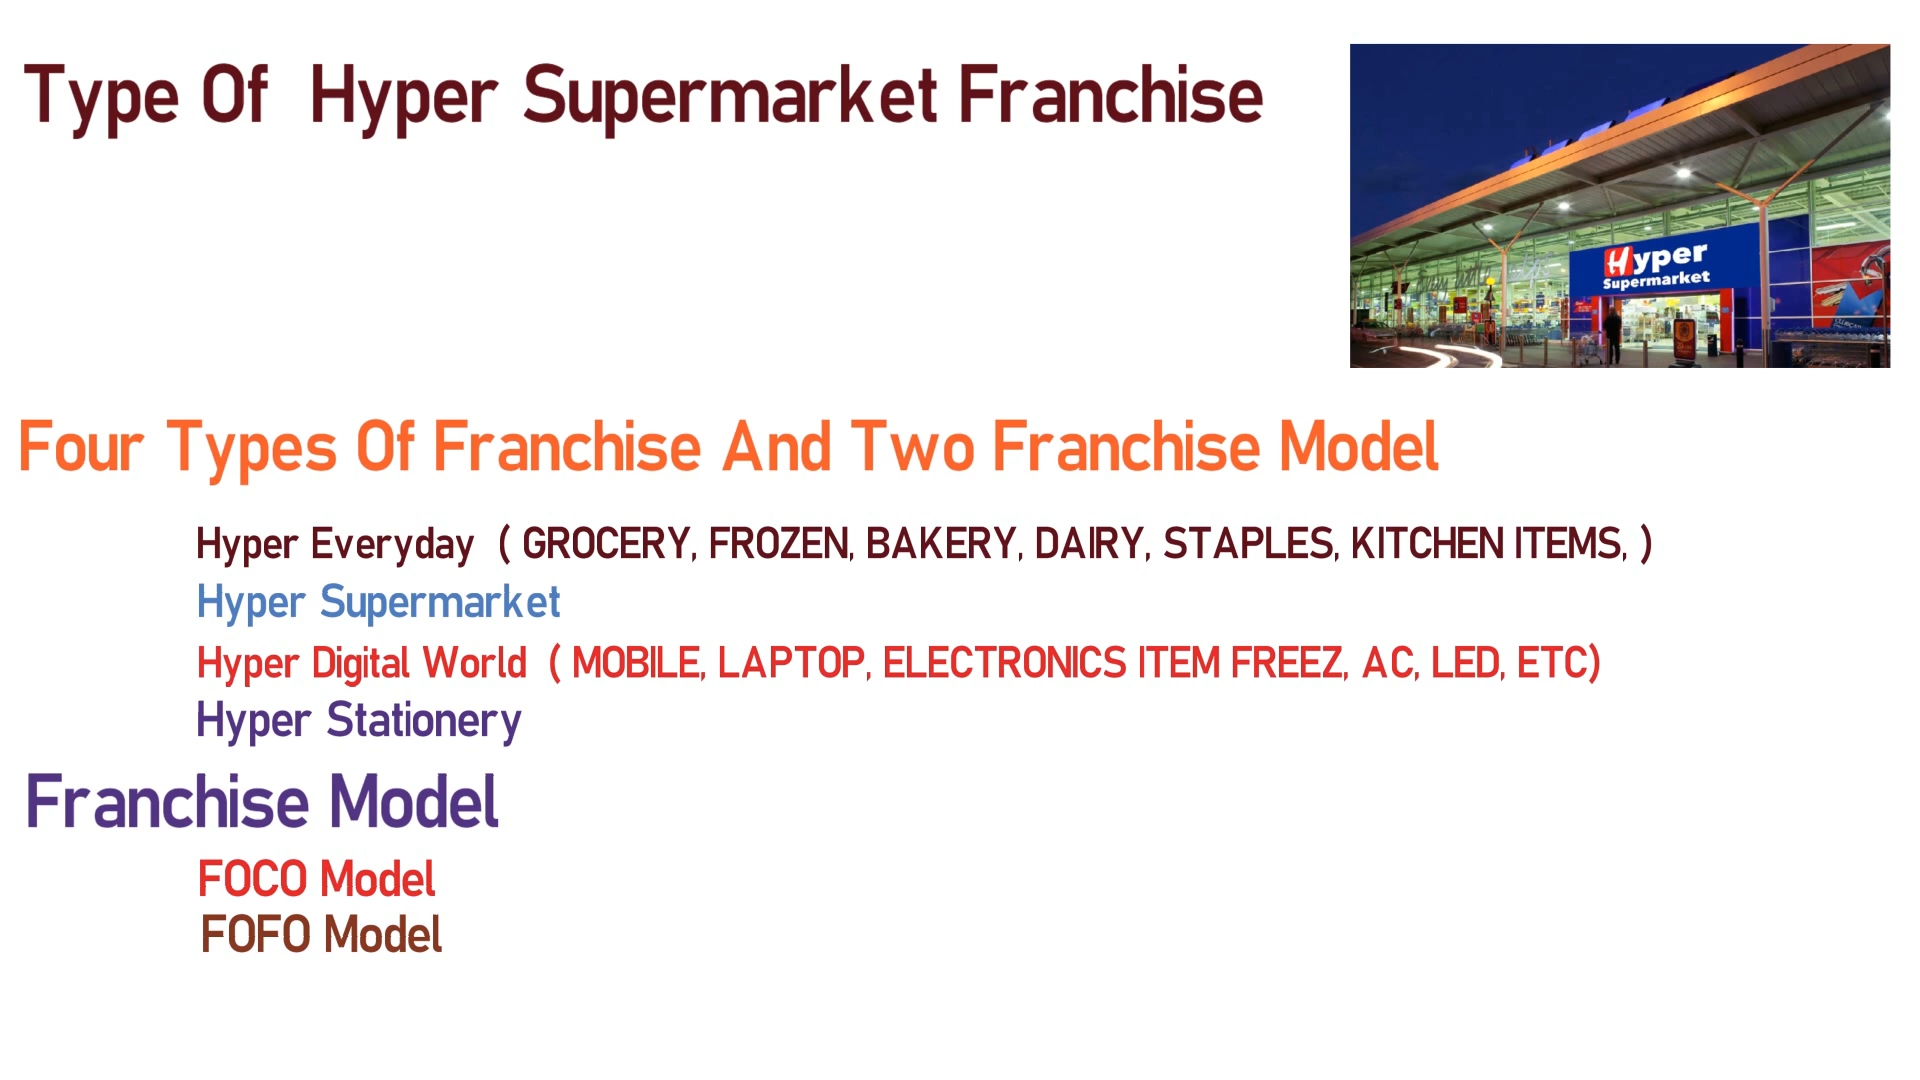 Type Of Hyper Supermarket Franchise
Hyper
Supermarket
Four Types Of Franchise And Two Franchise Model
Hyper Everyday ( GROCERY, FROZEN, BAKERY, DAIRY, STAPLES, KITCHEN ITEMS, )
Hyper Supermarket
Hyper Digital World ( MOBILE, LAPTOP, ELECTRONICS ITEM FREEZ, AC, LED, ETC)
Hyper Stationery
Franchise Model
FOCO Model
FOFO Model